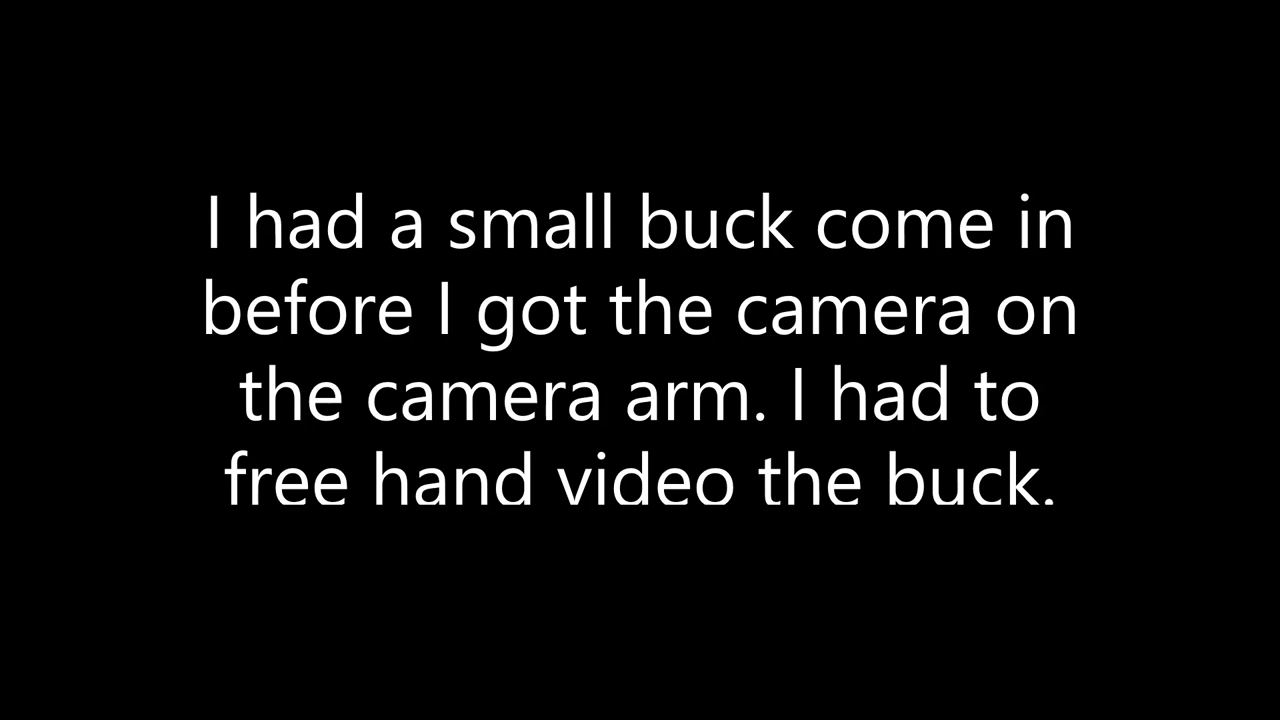 I had a small buck come in
before I got the camera on
the camera arm. I had to
free hand video the buck.